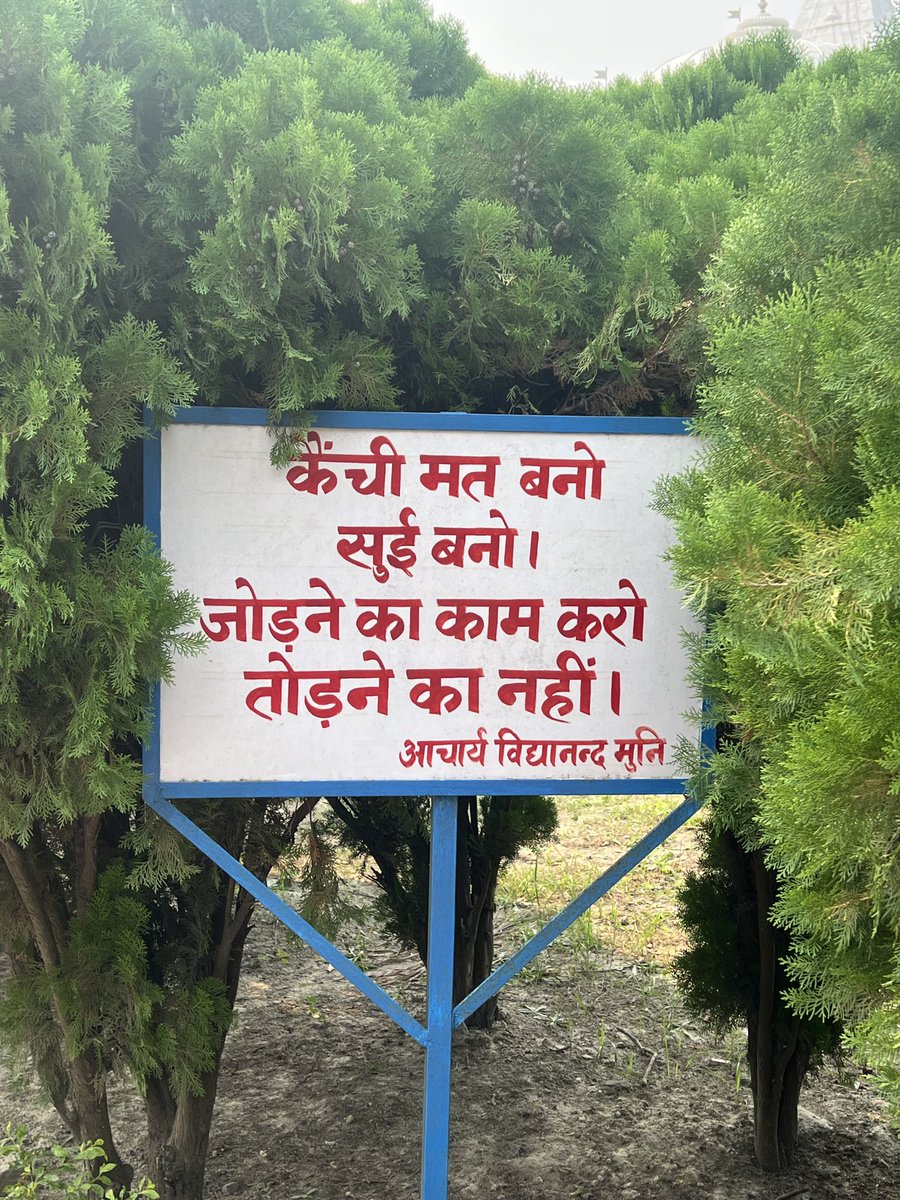 कैंची मत बनो
सुई बनो।
जोड़ने का काम करो
तोड़ने का नहीं।
आचार्य विद्यानन्द मुनि